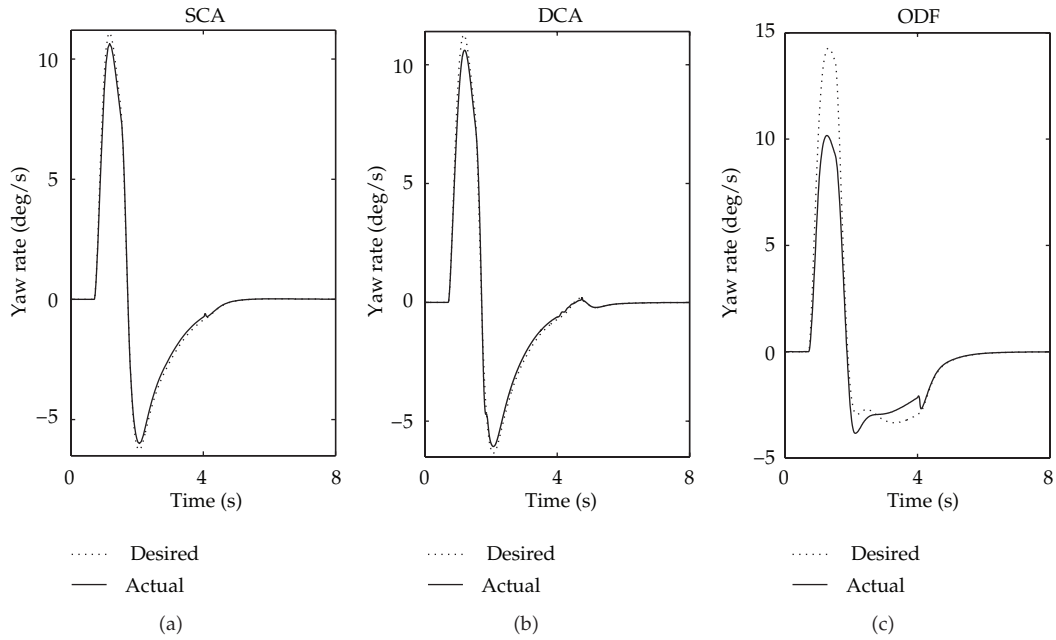 SCA
10
5
0
−5
0
4
8
Yaw rate (deg/s)
Time (s)
Desired
Actual
(a)
DCA
10
5
0
−5
0
4
8
Yaw rate (deg/s)
Time (s)
Desired
Actual
(b)
ODF
15
10
5
0
−5
0
4
8
Yaw rate (deg/s)
Time (s)
Desired
Actual
(c)